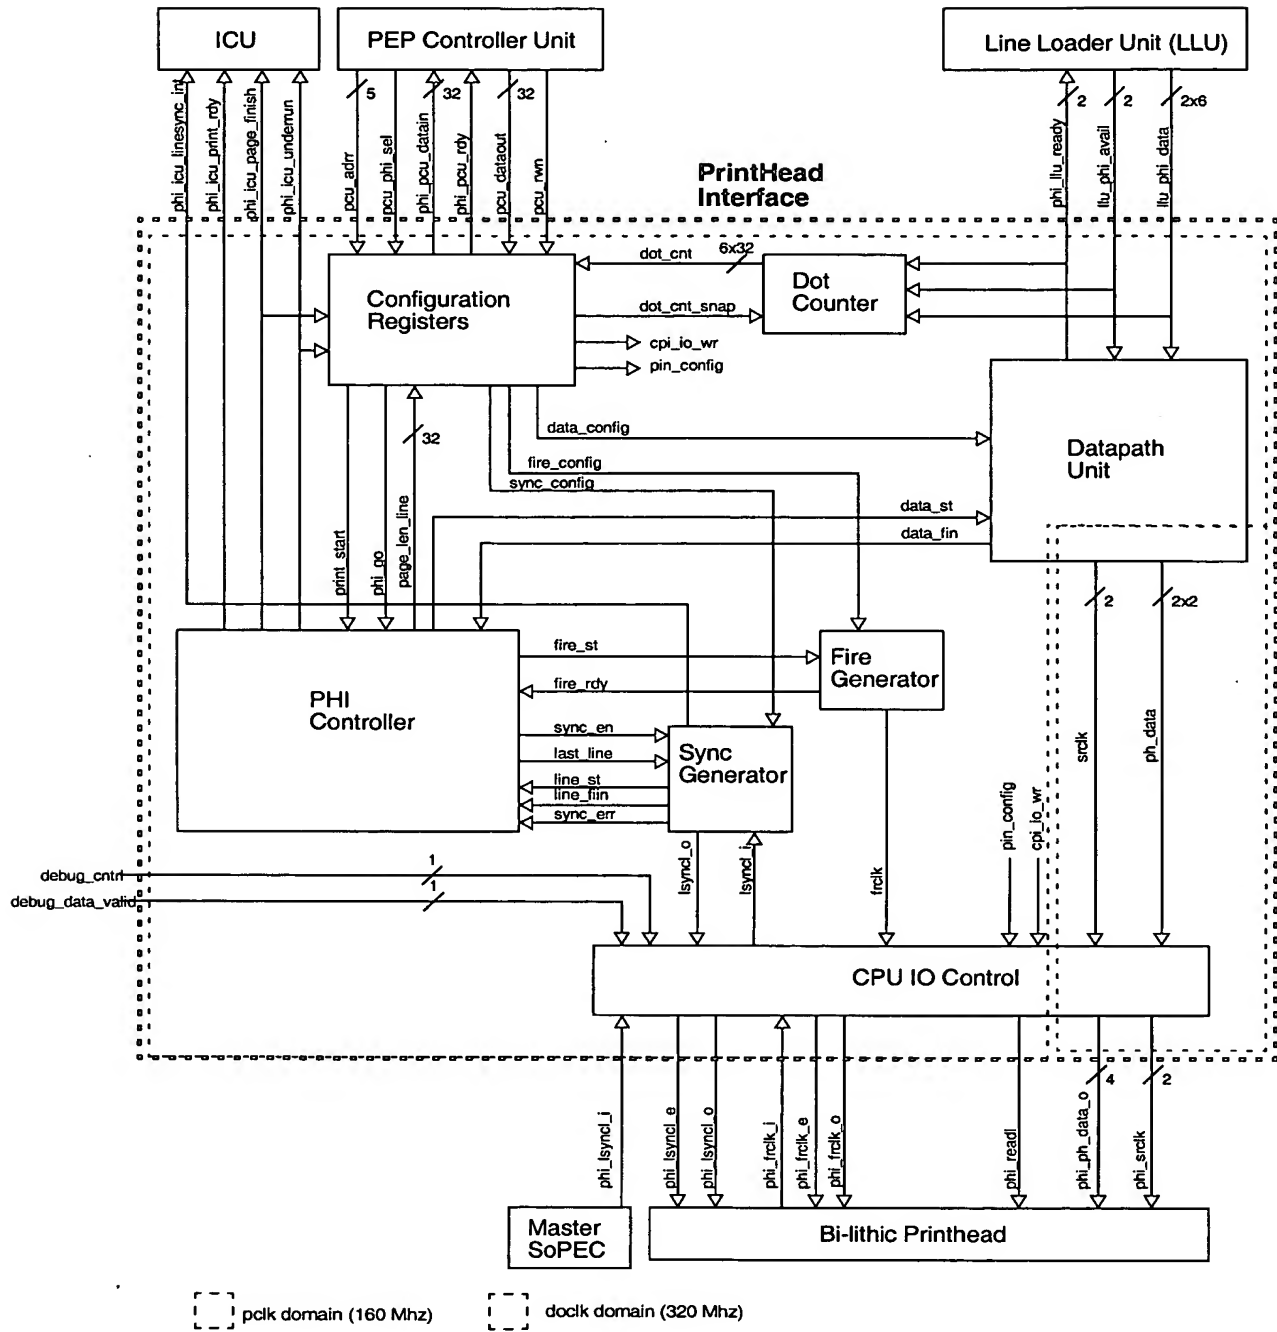 ICU
PEP Controller Unit
Line Loader Unit (LLU)
phi_icu_linesync_int
phi_icu_print_rdy
phi_icu_page_finish
phi_icu_underrun
5
pcu_adrr
pcu_phi_sel
32
phi_pcu_datain
phi_pcu_rdy
32
pcu_dataout
pcu_rwn
2
phi_llu_ready
2
llu_phi_avail
2x6
llu_phi_data
PrintHead
Interface
Configuration
Registers
dot_cnt
6x32
dot_cnt_snap
cpi_io_wr
pin_config
Dot
Counter
Datapath
Unit
32
data_config
fire_config
sync_config
data_st
data_fin
print_start
phi_go
page_len_line
2
2x2
PHI
Controller
fire_st
fire_rdy
Fire
Generator
sync_en
last_line
line_st
line_fiin
sync_err
Sync
Generator
srclk
ph_data
lsyncl_o
lsyncl_i
frclk
pin_config
cpi_io_wr
debug_cntrl
1
debug_data_valid
1
CPU IO Control
phi_lsyncl_i
phi_lsyncl_e
phi_lsyncl_o
phi_frclk_i
phi_frclk_e
phi_frclk_o
phi_readl
4
phi_ph_data_o
2
phi_srclk
Master
SoPEC
Bi-lithic Printhead
pclk domain (160 Mhz)
doclk domain (320 Mhz)